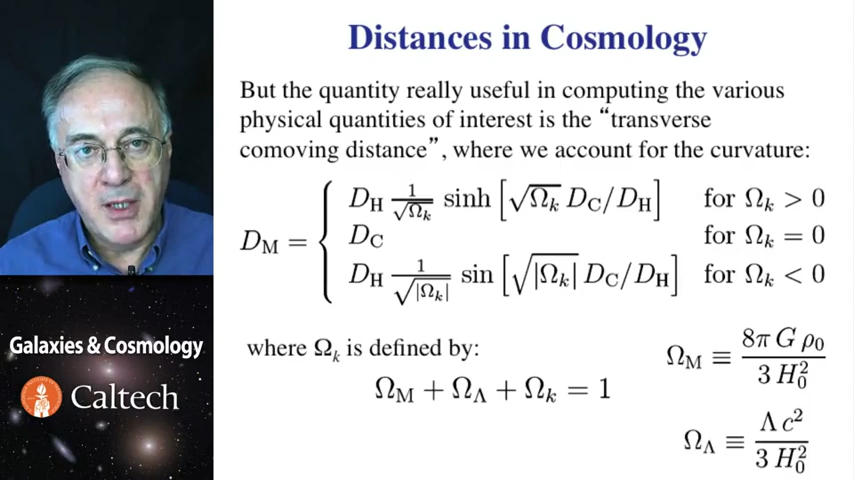 Distances in Cosmology
But the quantity really useful in computing the various
physical quantities of interest is the “transverse
comoving distance”, where we account for the curvature:
D_M = { D_H 1/√Ω_k sinh [√Ω_k D_C/D_H] for Ω_k > 0
D_C for Ω_k = 0
D_H 1/√|Ω_k| sin [√|Ω_k| D_C/D_H] for Ω_k < 0
where Ω_k is defined by:
Ω_M + Ω_Λ + Ω_k = 1
Ω_M ≡ 8π G ρ_0 / 3 H_0^2
Ω_Λ ≡ Λ c^2 / 3 H_0^2
Galaxies & Cosmology
Caltech